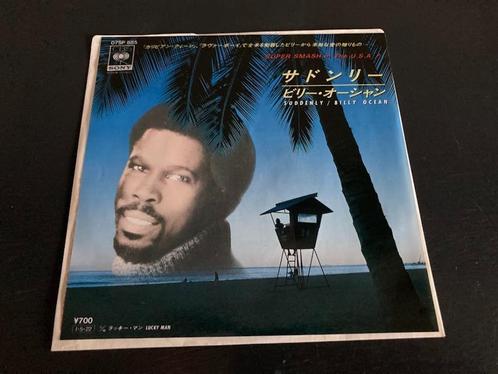 07SP 885
CBS
SONY
「カリビアン・クィーン」、「ラヴァー・ボーイ」で全米を制覇したビリーから素敵な愛の贈りもの
SUPER SMASH in The U.S.A.
サドンリー
ビリー・オーシャン
SUDDENLY / BILLY OCEAN
¥700
ラッキー・マン LUCKY MAN